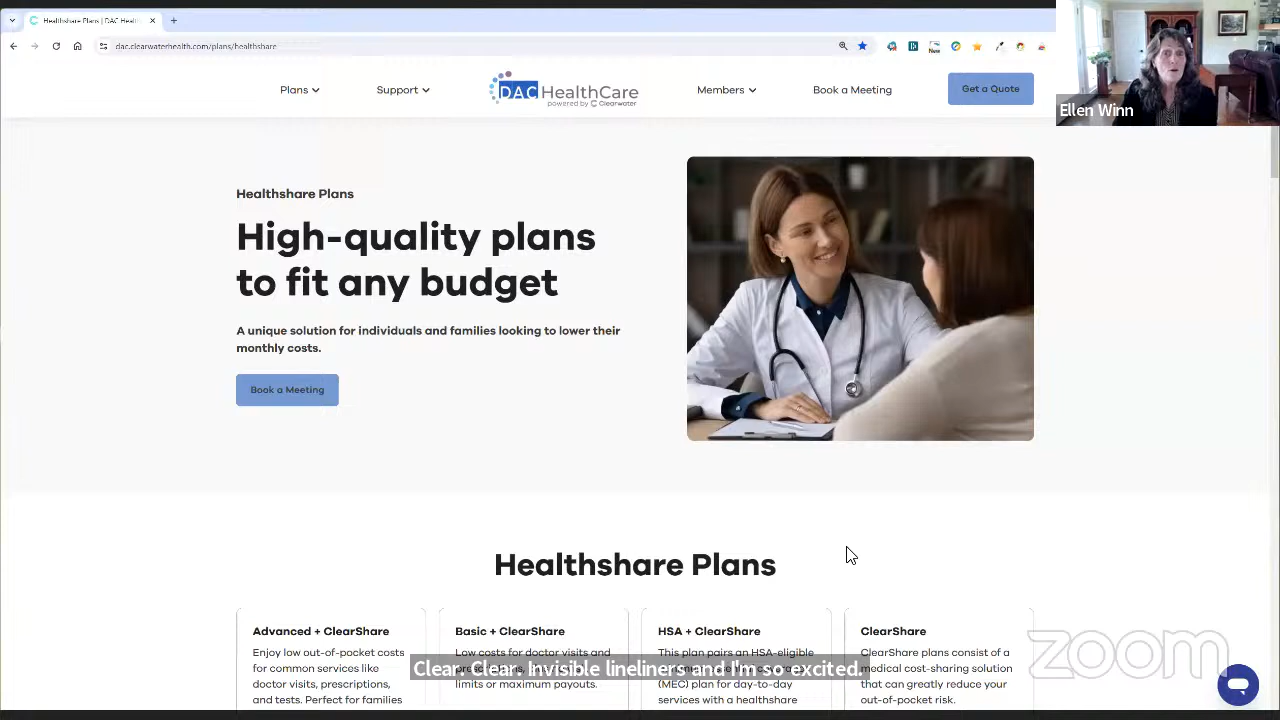 Healthshare Plans | DAC Healt
dac.clearwaterhealth.com/plans/healthshare
Plans
Support
DAC HealthCare
powered by Clearwater
Members
Book a Meeting
Get a Quote
Ellen Winn
Healthshare Plans
High-quality plans
to fit any budget
A unique solution for individuals and families looking to lower their
monthly costs.
Book a Meeting
Healthshare Plans
Advanced + ClearShare
Enjoy low out-of-pocket costs
for common services like
doctor visits, prescriptions,
and tests. Perfect for families
Basic + ClearShare
Low costs for doctor visits and
limits or maximum payouts.
HSA + ClearShare
This plan pairs an HSA-eligible
(MEC) plan for day-to-day
services with a healthshare
ClearShare
ClearShare plans consist of a
medical cost-sharing solution
that can greatly reduce your
out-of-pocket risk.
Clear. Clear. Invisible lineliners and I'm so excited.
zoom